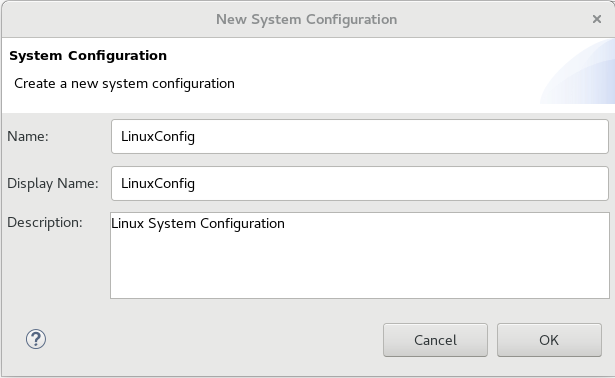 New System Configuration
System Configuration
Create a new system configuration
Name: LinuxConfig
Display Name: LinuxConfig
Description: Linux System Configuration
? Cancel OK